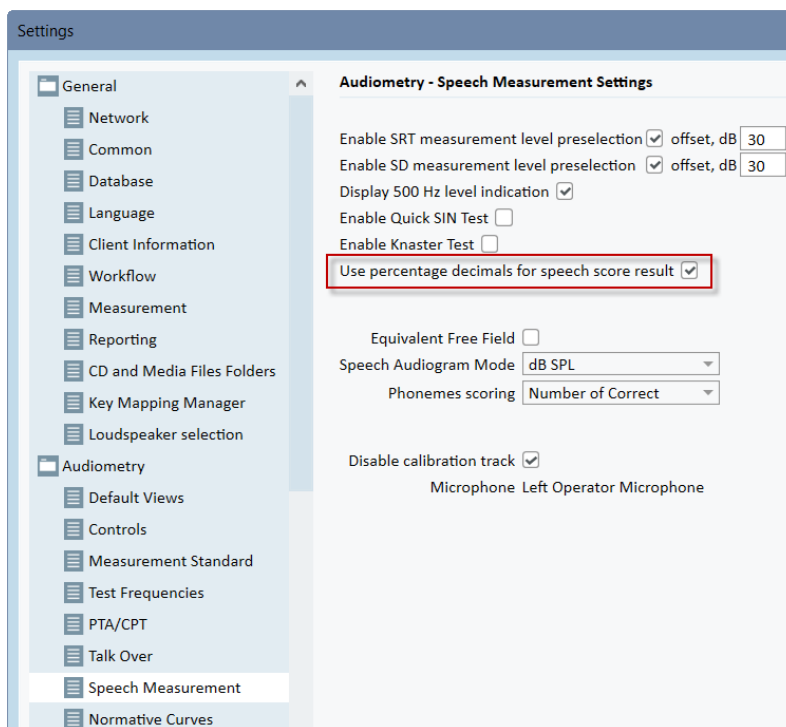 Settings
General
Network
Common
Database
Language
Client Information
Workflow
Measurement
Reporting
CD and Media Files Folders
Key Mapping Manager
Loudspeaker selection
Audiometry
Default Views
Controls
Measurement Standard
Test Frequencies
PTA/CPT
Talk Over
Speech Measurement
Normative Curves
Audiometry - Speech Measurement Settings
Enable SRT measurement level preselection offset, dB 30
Enable SD measurement level preselection offset, dB 30
Display 500 Hz level indication
Enable Quick SIN Test
Enable Knaster Test
Use percentage decimals for speech score result
Equivalent Free Field
Speech Audiogram Mode dB SPL
Phonemes scoring Number of Correct
Disable calibration track
Microphone Left Operator Microphone